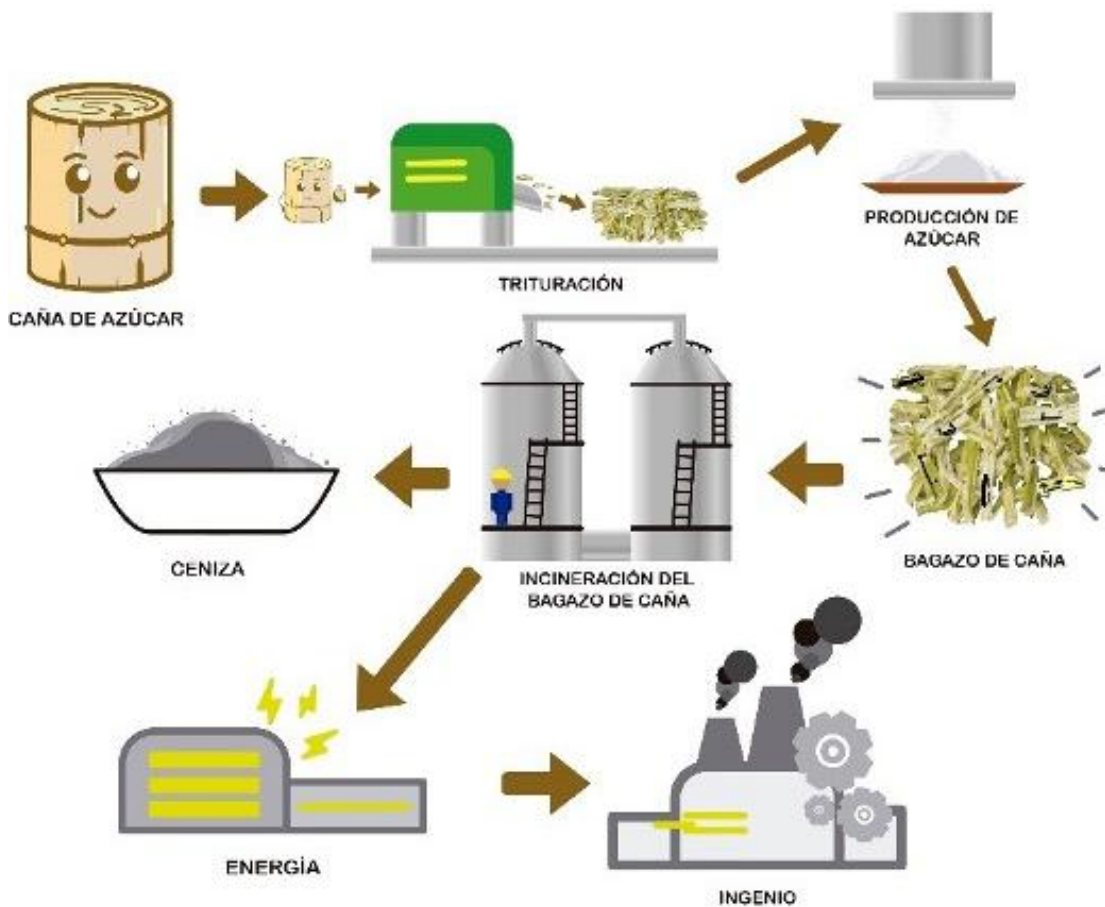 CAÑA DE AZÚCAR
TRITURACIÓN
PRODUCCIÓN DE
AZÚCAR
BAGAZO DE CAÑA
INCINERACIÓN DEL
BAGAZO DE CAÑA
CENIZA
ENERGÍA
INGENIO